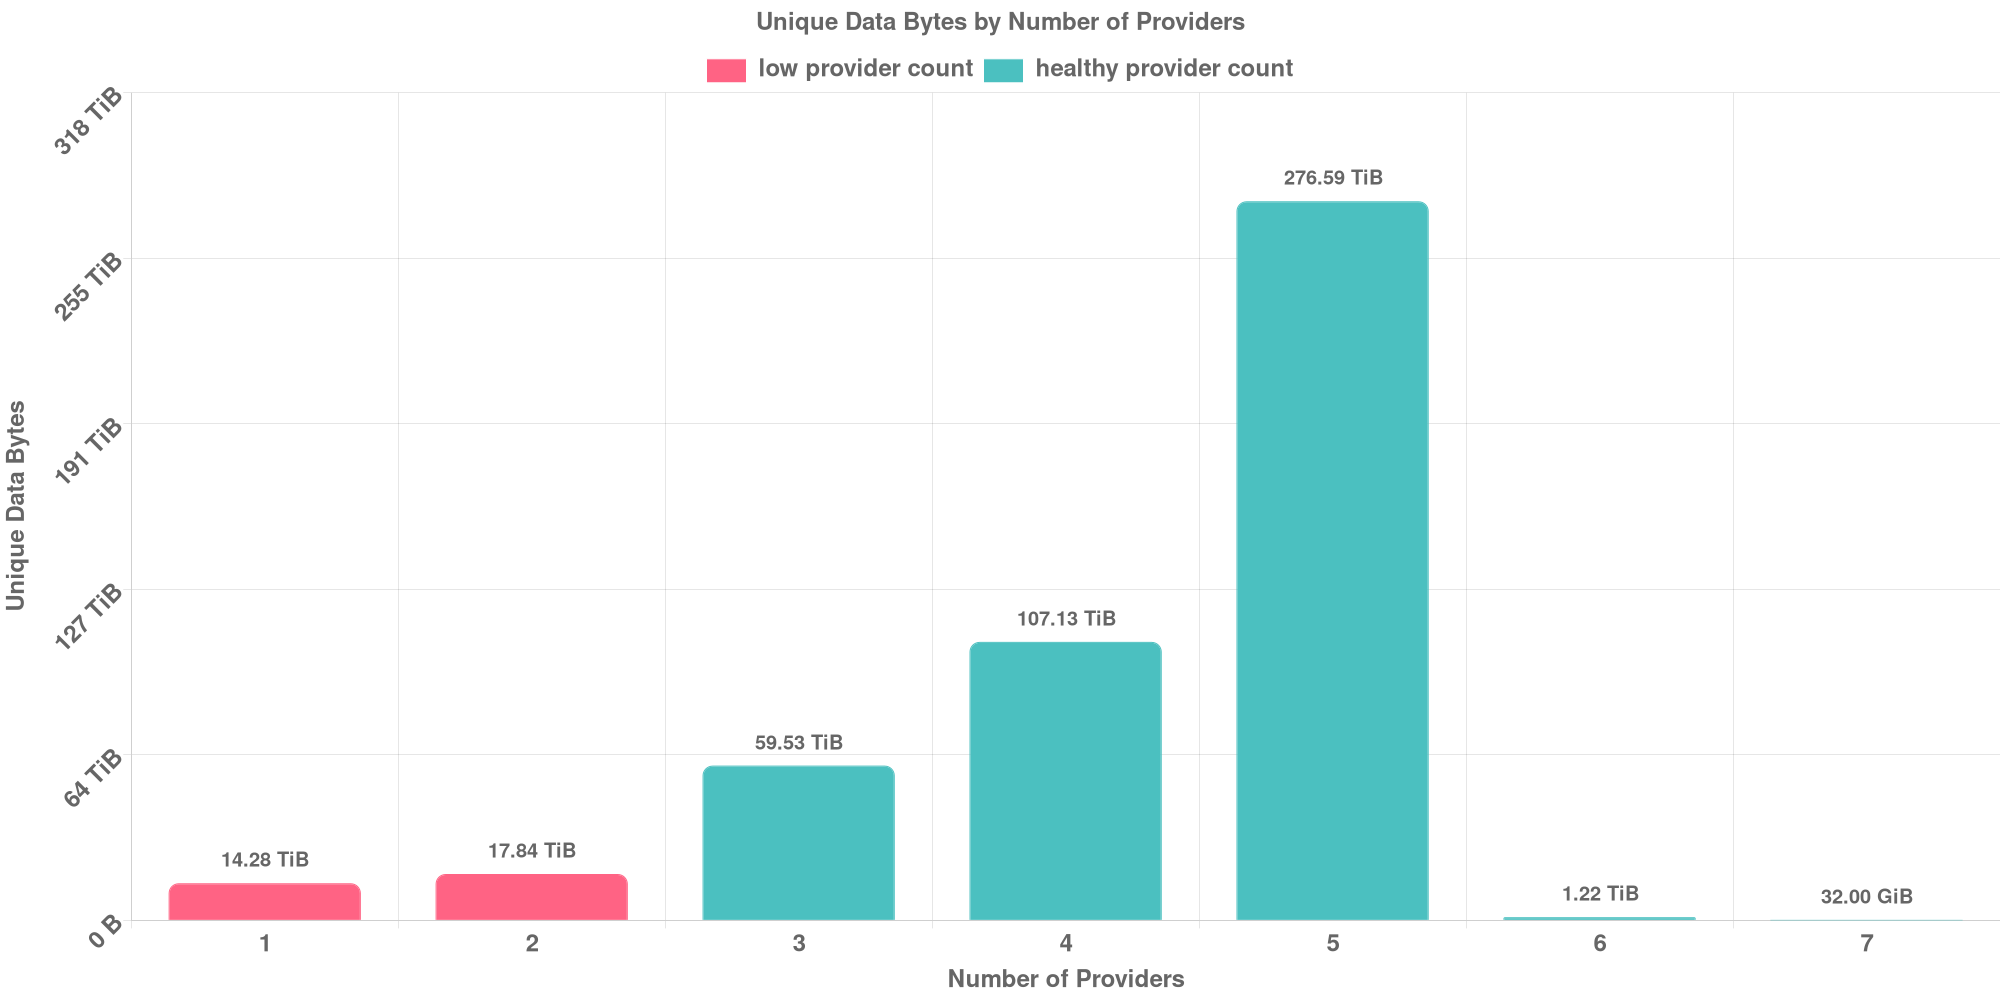 Unique Data Bytes by Number of Providers
low provider count healthy provider count
318 TiB
255 TiB
191 TiB
127 TiB
64 TiB
0 B
Unique Data Bytes
14.28 TiB
17.84 TiB
59.53 TiB
107.13 TiB
276.59 TiB
1.22 TiB
32.00 GiB
1 2 3 4 5 6 7
Number of Providers